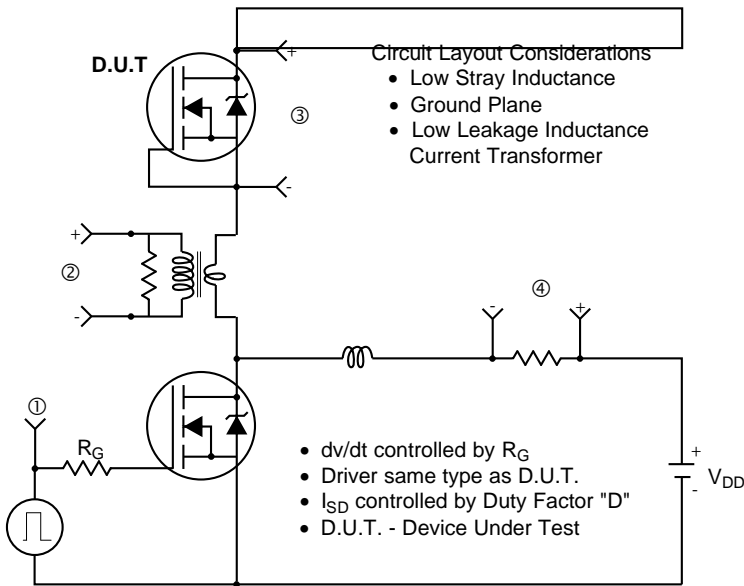 D.U.T
+
Circuit Layout Considerations
• Low Stray Inductance
• Ground Plane
• Low Leakage Inductance
Current Transformer
③
-
+
②
-
④
-
+
①
RG
• dv/dt controlled by RG
• Driver same type as D.U.T.
• ISD controlled by Duty Factor "D"
• D.U.T. - Device Under Test
+
VDD
-